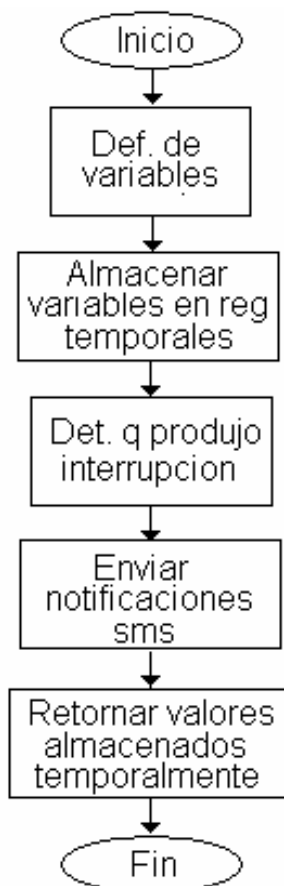 Inicio
Def. de
variables
Almacenar
variables en reg
temporales
Det. q produjo
interrupcion
Enviar
notificaciones
sms
Retornar valores
almacenados
temporalmente
Fin